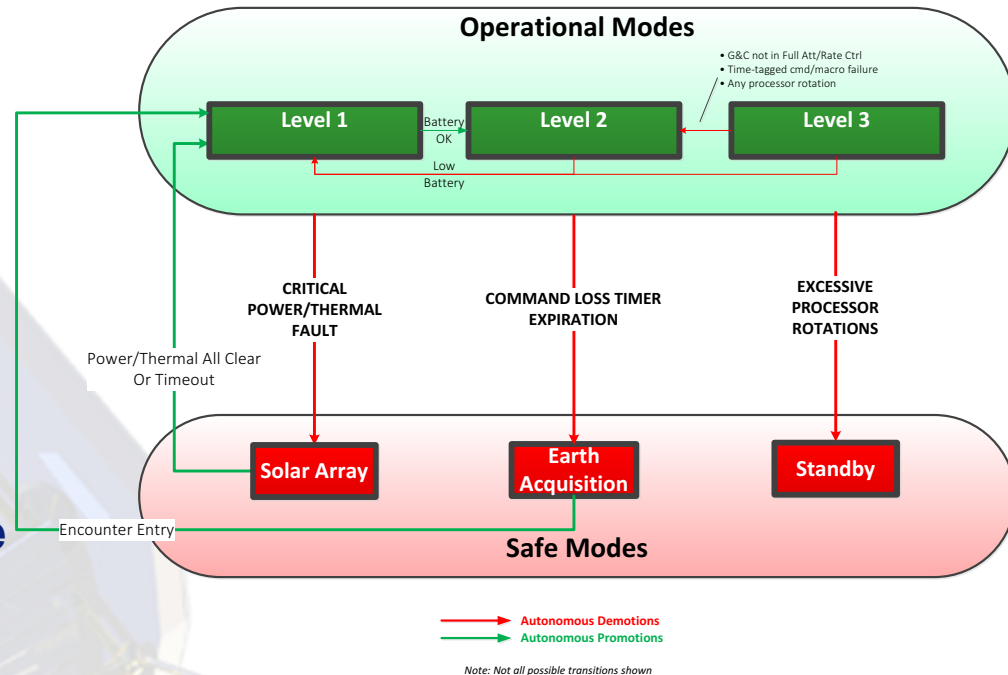 Operational Modes
• G&C not in Full Att/Rate Ctrl
• Time-tagged cmd/macro failure
• Any processor rotation
Level 1
Battery
OK
Level 2
Level 3
Low
Battery
CRITICAL
POWER/THERMAL
FAULT
COMMAND LOSS TIMER
EXPIRATION
EXCESSIVE
PROCESSOR
ROTATIONS
Power/Thermal All Clear
Or Timeout
Solar Array
Earth
Acquisition
Standby
Encounter Entry
Safe Modes
Autonomous Demotions
Autonomous Promotions
Note: Not all possible transitions shown